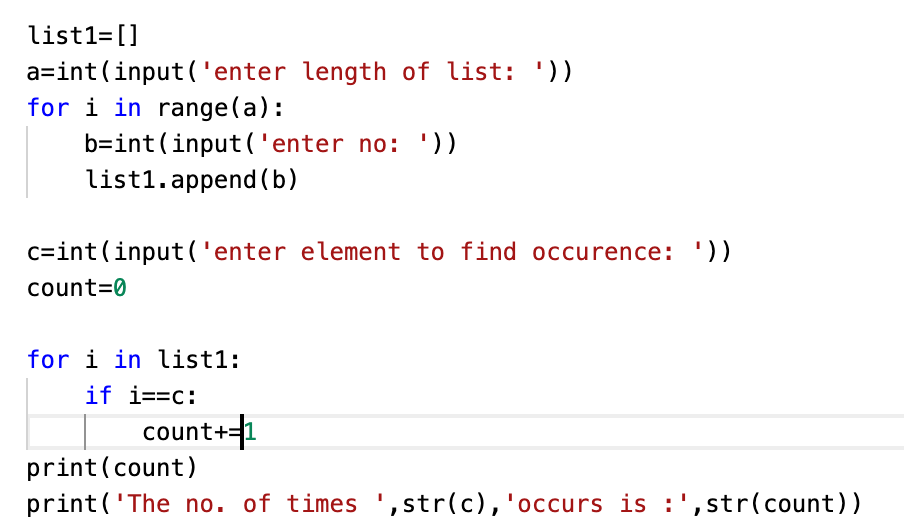 list1=[]
a=int(input('enter length of list: '))
for i in range(a):
    b=int(input('enter no: '))
    list1.append(b)

c=int(input('enter element to find occurence: '))
count=0

for i in list1:
    if i==c:
        count+=1
print(count)
print('The no. of times ',str(c),'occurs is :',str(count))